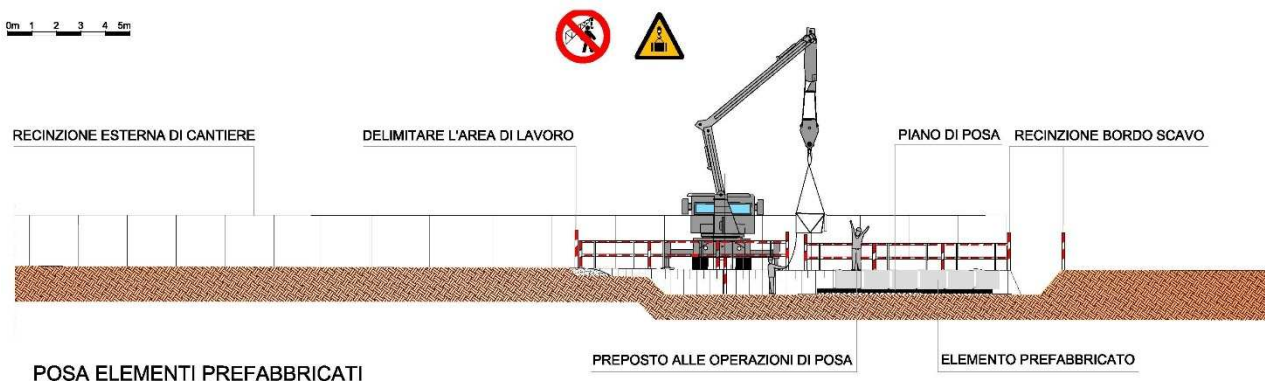 0m 1 2 3 4 5m
RECINZIONE ESTERNA DI CANTIERE
DELIMITARE L'AREA DI LAVORO
PIANO DI POSA
RECINZIONE BORDO SCAVO
PREPOSTO ALLE OPERAZIONI DI POSA
ELEMENTO PREFABBRICATO
POSA ELEMENTI PREFABBRICATI